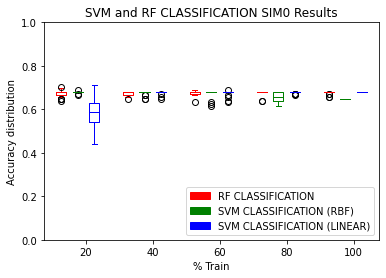 SVM and RF CLASSIFICATION SIM0 Results
Accuracy distribution
1.0
0.8
0.6
0.4
0.2
0.0
RF CLASSIFICATION
SVM CLASSIFICATION (RBF)
SVM CLASSIFICATION (LINEAR)
20 40 60 80 100
% Train